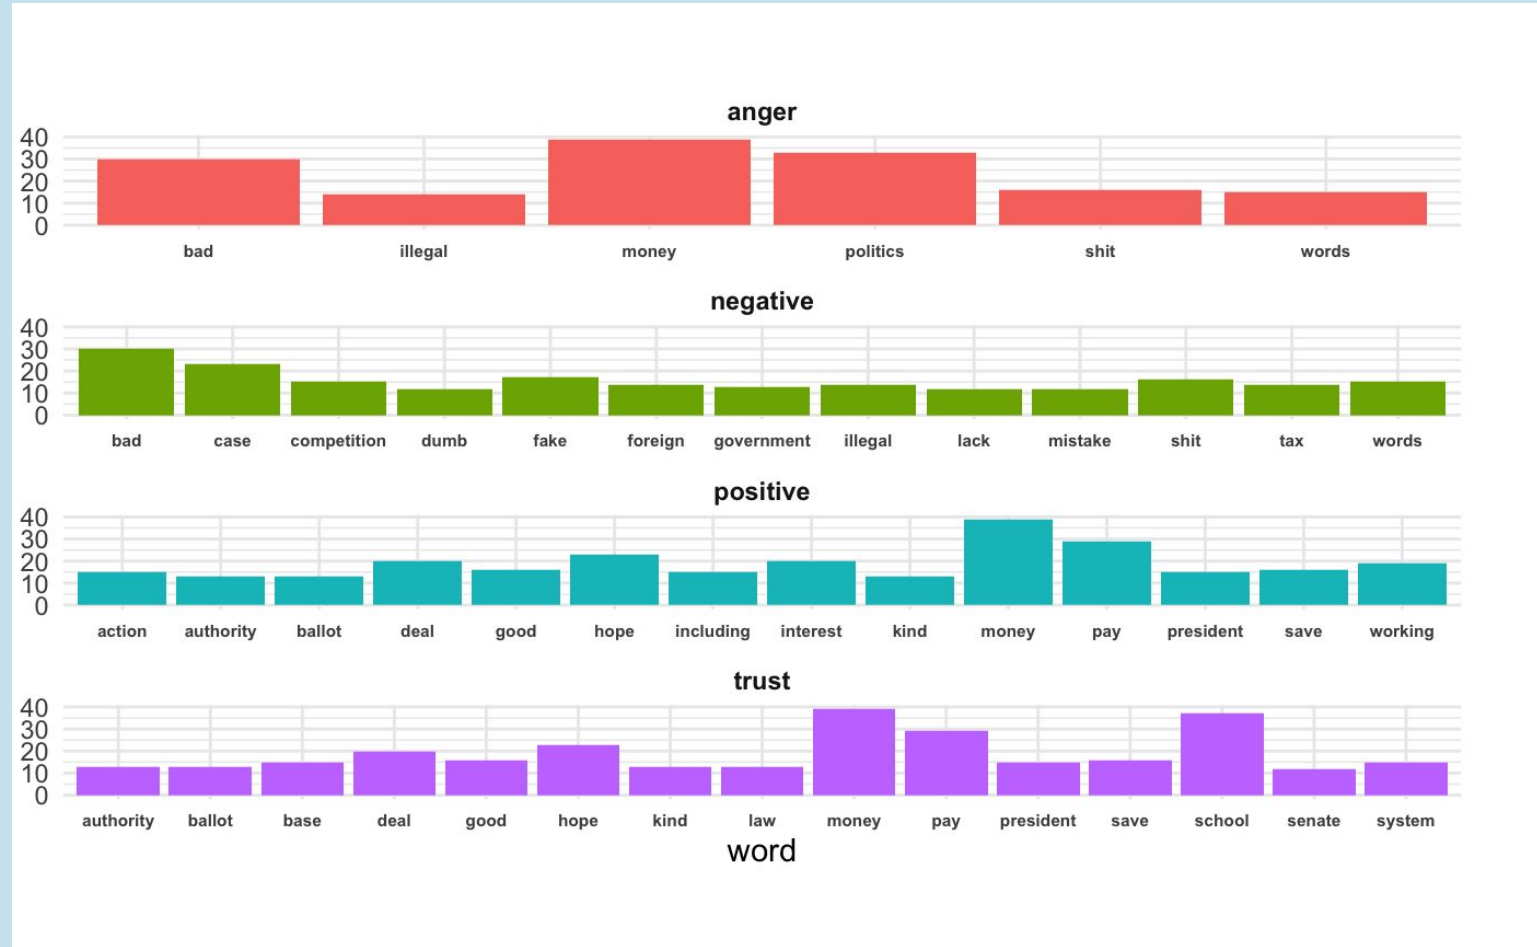 anger
40
30
20
10
0
bad illegal money politics shit words
negative
40
30
20
10
0
bad case competition dumb fake foreign government illegal lack mistake shit tax words
positive
40
30
20
10
0
action authority ballot deal good hope including interest kind money pay president save working
trust
40
30
20
10
0
authority ballot base deal good hope kind law money pay president save school senate system
word